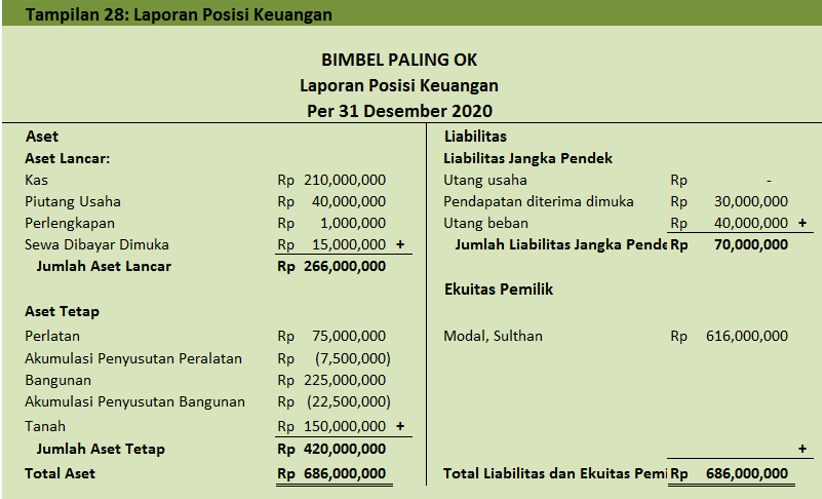 Tampilan 28: Laporan Posisi Keuangan
BIMBEL PALING OK
Laporan Posisi Keuangan
Per 31 Desember 2020
Aset
Aset Lancar:
Kas Rp 210,000,000
Piutang Usaha Rp 40,000,000
Perlengkapan Rp 1,000,000
Sewa Dibayar Dimuka Rp 15,000,000 +
Jumlah Aset Lancar Rp 266,000,000
Aset Tetap
Perlatan Rp 75,000,000
Akumulasi Penyusutan Peralatan Rp (7,500,000)
Bangunan Rp 225,000,000
Akumulasi Penyusutan Bangunan Rp (22,500,000)
Tanah Rp 150,000,000 +
Jumlah Aset Tetap Rp 420,000,000
Total Aset Rp 686,000,000
Liabilitas
Liabilitas Jangka Pendek
Utang usaha Rp -
Pendapatan diterima dimuka Rp 30,000,000
Utang beban Rp 40,000,000 +
Jumlah Liabilitas Jangka Pende Rp 70,000,000
Ekuitas Pemilik
Modal, Sulthan Rp 616,000,000
+
Total Liabilitas dan Ekuitas Pemi Rp 686,000,000